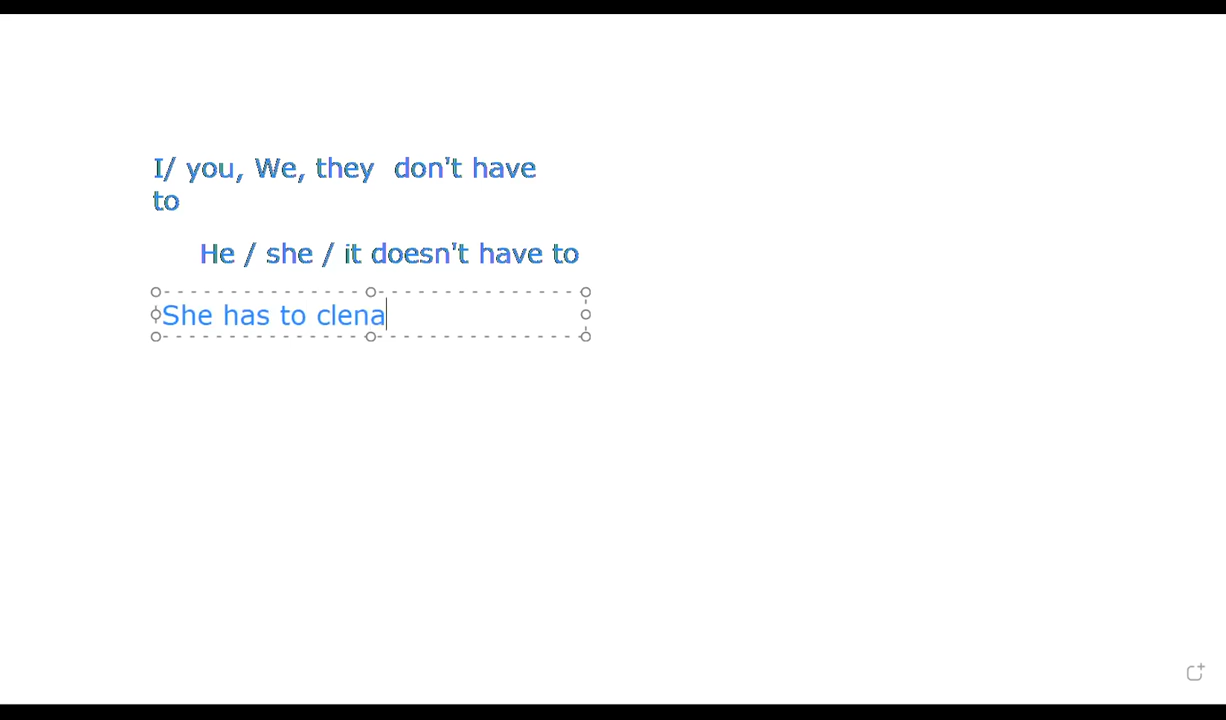 I/ you, We, they  don't have
to
He / she / it doesn't have to
She has to clena